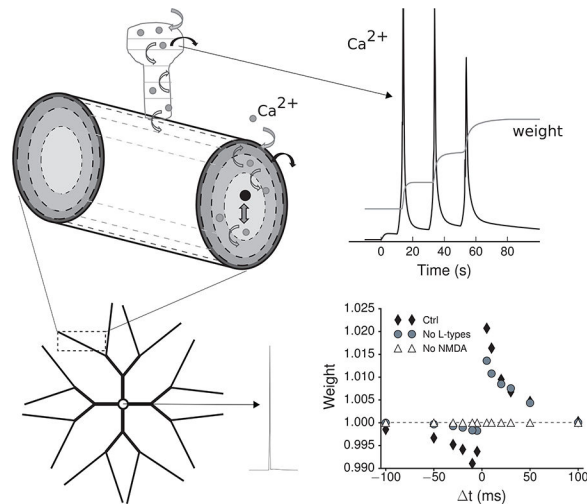 Ca2+
Ca2+
weight
0 20 40 60 80
Time (s)
Weight
1.025
1.020
1.015
1.010
1.005
1.000
0.995
0.990
Ctrl
No L-types
No NMDA
−100 −50 0 50 100
Δt (ms)